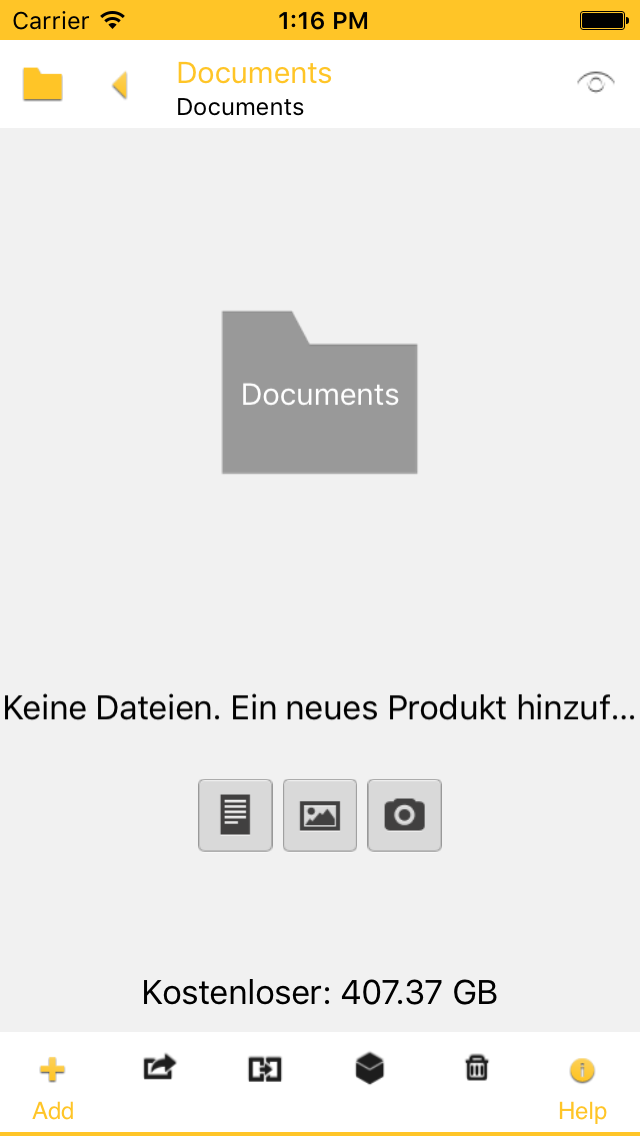 Carrier 1:16 PM
Documents
Documents
Documents
Keine Dateien. Ein neues Produkt hinzuf...
Kostenloser: 407.37 GB
Add Help